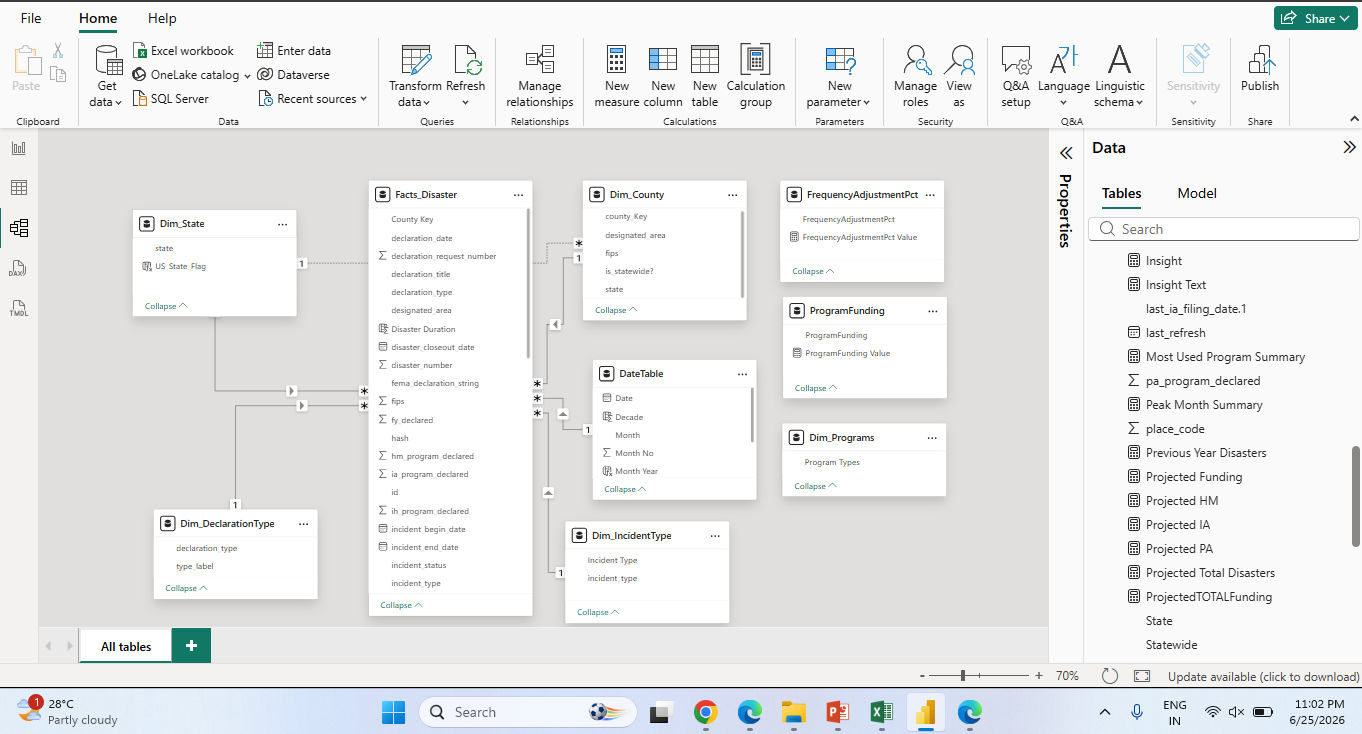 File Home Help Share
Paste
Clipboard
Get data
Excel workbook
OneLake catalog
SQL Server
Enter data
Dataverse
Recent sources
Data
Transform data
Refresh
Queries
Manage relationships
Relationships
New measure
New column
New table
Calculation group
Calculations
New parameter
Parameters
Manage roles
View as
Security
Q&A setup
Language
Linguistic schema
Q&A
Sensitivity
Sensitivity
Publish
Share
DAX
TMDL
Dim_State
state
US_State_Flag
Collapse
1
1
Dim_DeclarationType
declaration_type
type_label
Collapse
Facts_Disaster
County Key
declaration_date
declaration_request_number
declaration_title
declaration_type
designated_area
Disaster Duration
disaster_closeout_date
disaster_number
fema_declaration_string
fips
fy_declared
hash
hm_program_declared
ia_program_declared
id
ih_program_declared
incident_begin_date
incident_end_date
incident_status
incident_type
Collapse
*
*
*
*
*
*
1
1
1
Dim_County
county_Key
designated_area
fips
is_statewide?
state
Collapse
DateTable
Date
Decade
Month
Month No
Month Year
Collapse
Dim_IncidentType
Incident Type
incident_type
Collapse
FrequencyAdjustmentPct
FrequencyAdjustmentPct
FrequencyAdjustmentPct Value
Collapse
ProgramFunding
ProgramFunding
ProgramFunding Value
Collapse
Dim_Programs
Program Types
Collapse
Properties
Data
Tables Model
Search
Insight
Insight Text
last_ia_filing_date.1
last_refresh
Most Used Program Summary
pa_program_declared
Peak Month Summary
place_code
Previous Year Disasters
Projected Funding
Projected HM
Projected IA
Projected PA
Projected Total Disasters
ProjectedTOTALFunding
State
Statewide
All tables +
- + 70% Update available (click to download)
1
28°C
Partly cloudy
Search
ENG
IN
11:02 PM
6/25/2026